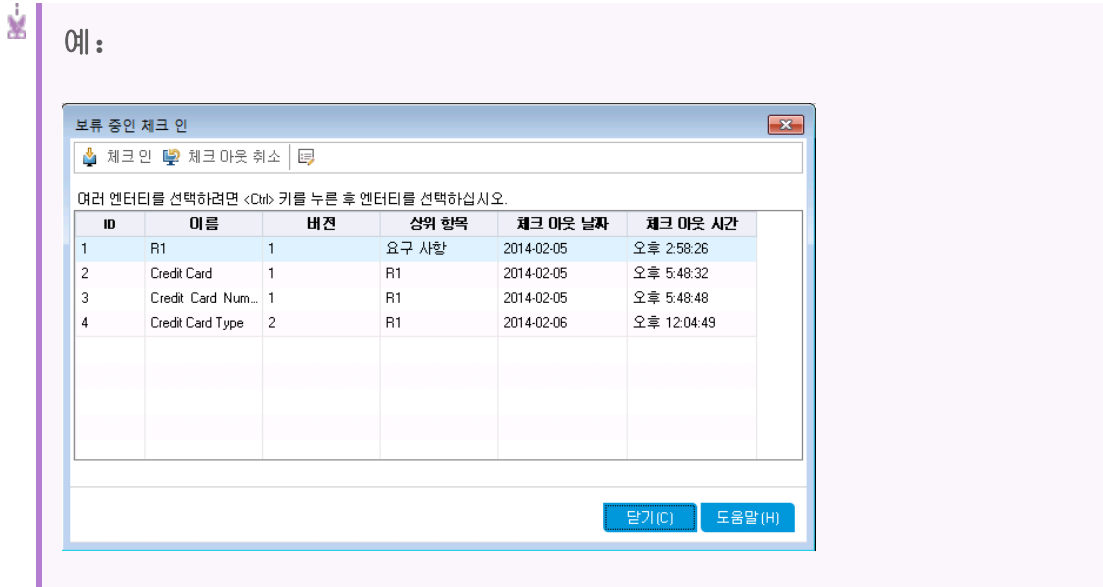 예:
보류 중인 체크 인
체크 인 체크 아웃 취소
여러 엔터티를 선택하려면 <Ctrl> 키를 누른 후 엔터티를 선택하십시오.
ID 이름 버전 상위 항목 체크 아웃 날짜 체크 아웃 시간
1 R1 1 요구 사항 2014-02-05 오후 2:58:26
2 Credit Card 1 R1 2014-02-05 오후 5:48:32
3 Credit Card Num... 1 R1 2014-02-05 오후 5:48:48
4 Credit Card Type 2 R1 2014-02-06 오후 12:04:49
닫기(C) 도움말(H)